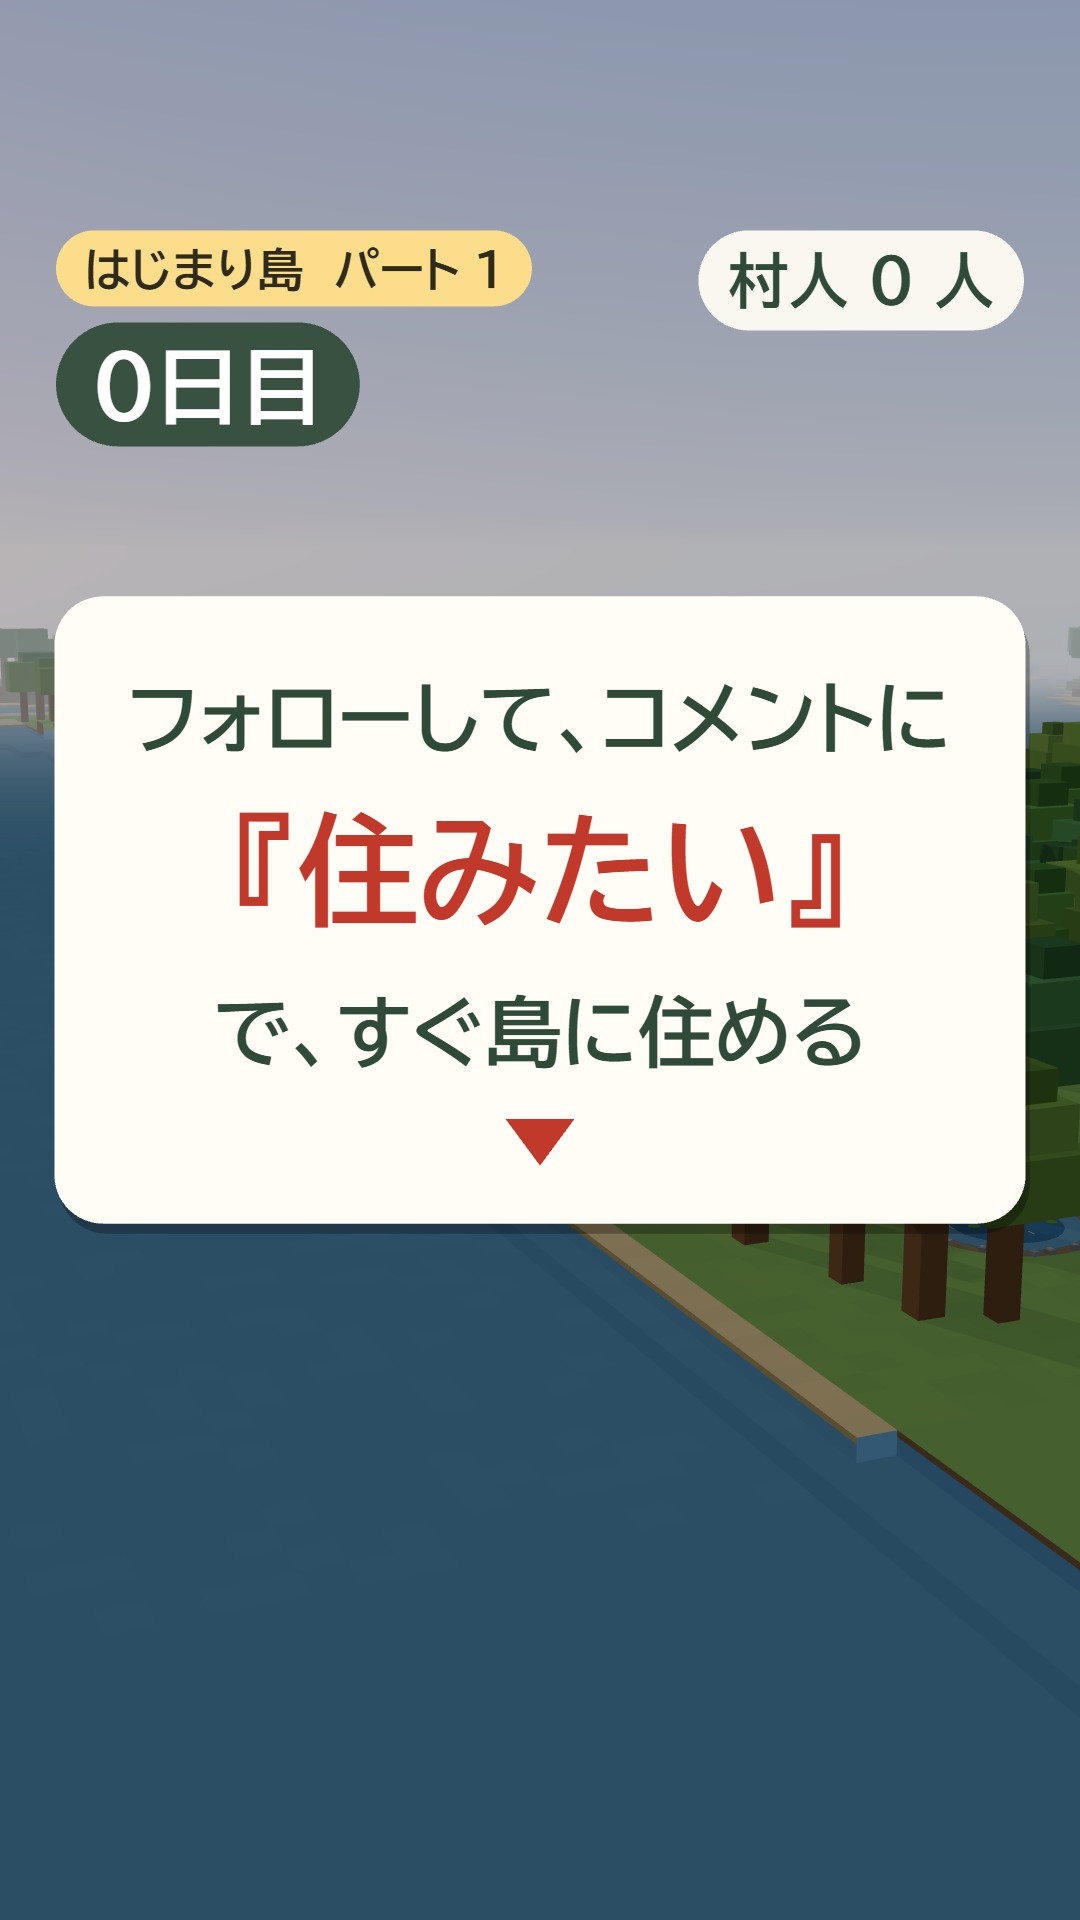 はじまり島 パート 1
村人 0 人
0日目
フォローして、コメントに
『住みたい』
で、すぐ島に住める